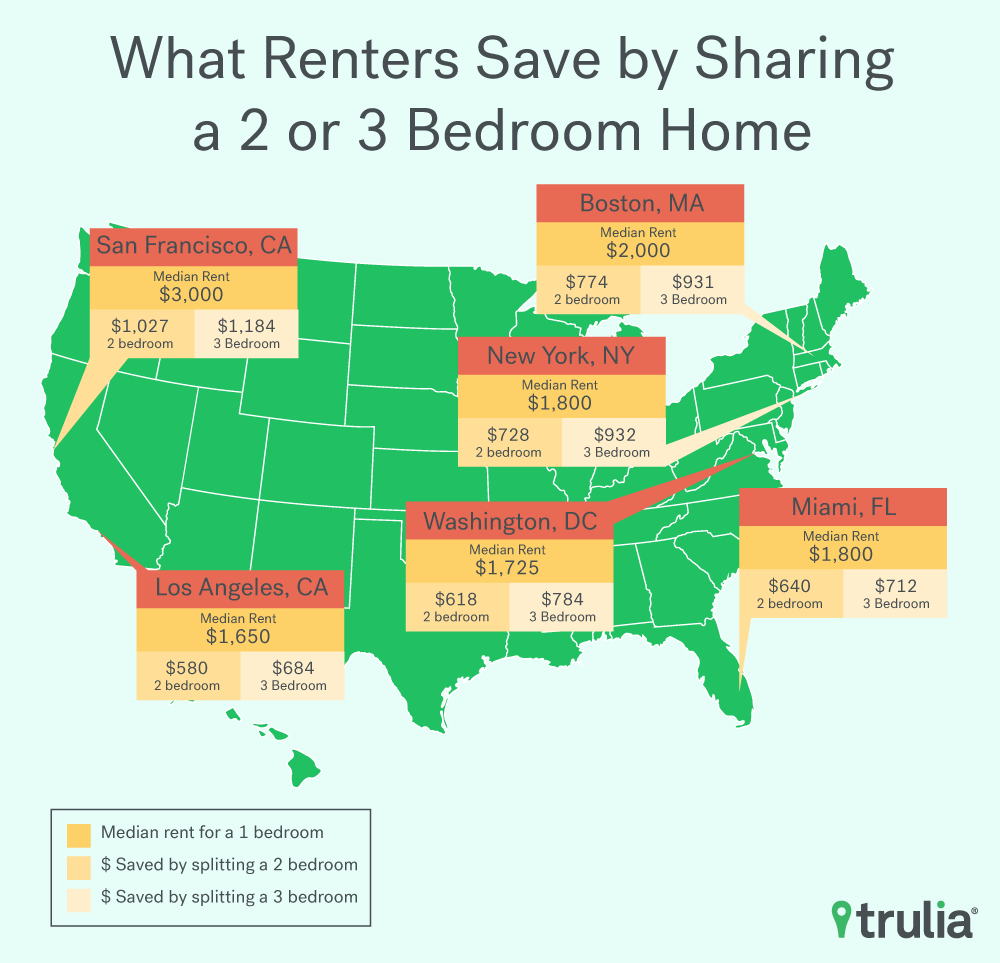 What Renters Save by Sharing
a 2 or 3 Bedroom Home
Boston, MA
Median Rent
$2,000
$774
2 bedroom
$931
3 Bedroom
San Francisco, CA
Median Rent
$3,000
$1,027
2 bedroom
$1,184
3 Bedroom
New York, NY
Median Rent
$1,800
$728
2 bedroom
$932
3 Bedroom
Washington, DC
Median Rent
$1,725
$618
2 bedroom
$784
3 Bedroom
Miami, FL
Median Rent
$1,800
$640
2 bedroom
$712
3 Bedroom
Los Angeles, CA
Median Rent
$1,650
$580
2 bedroom
$684
3 Bedroom
Median rent for a 1 bedroom
$ Saved by splitting a 2 bedroom
$ Saved by splitting a 3 bedroom
trulia®